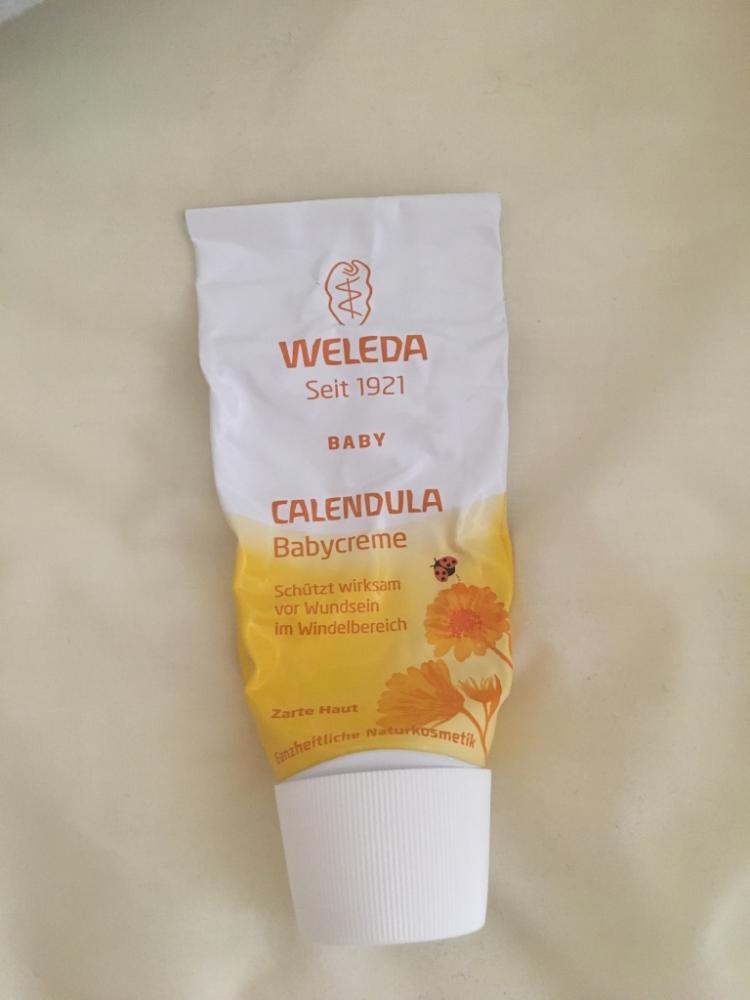 WELEDA
Seit 1921
BABY
CALENDULA
Babycreme
Schützt wirksam
vor Wundsein
im Windelbereich
Zarte Haut
Ganzheitliche Naturkosmetik